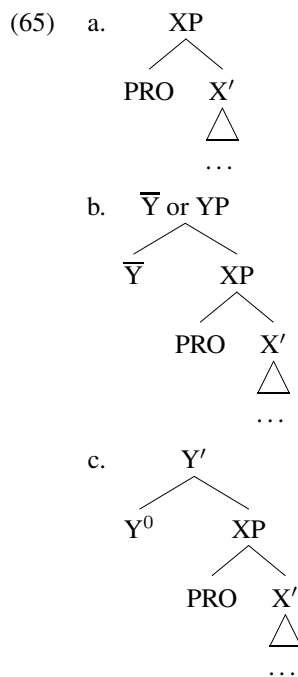 (65) a. XP
PRO X′
...
b. Y̅ or YP
Y̅ XP
PRO X′
...
c. Y′
Y⁰ XP
PRO X′
...